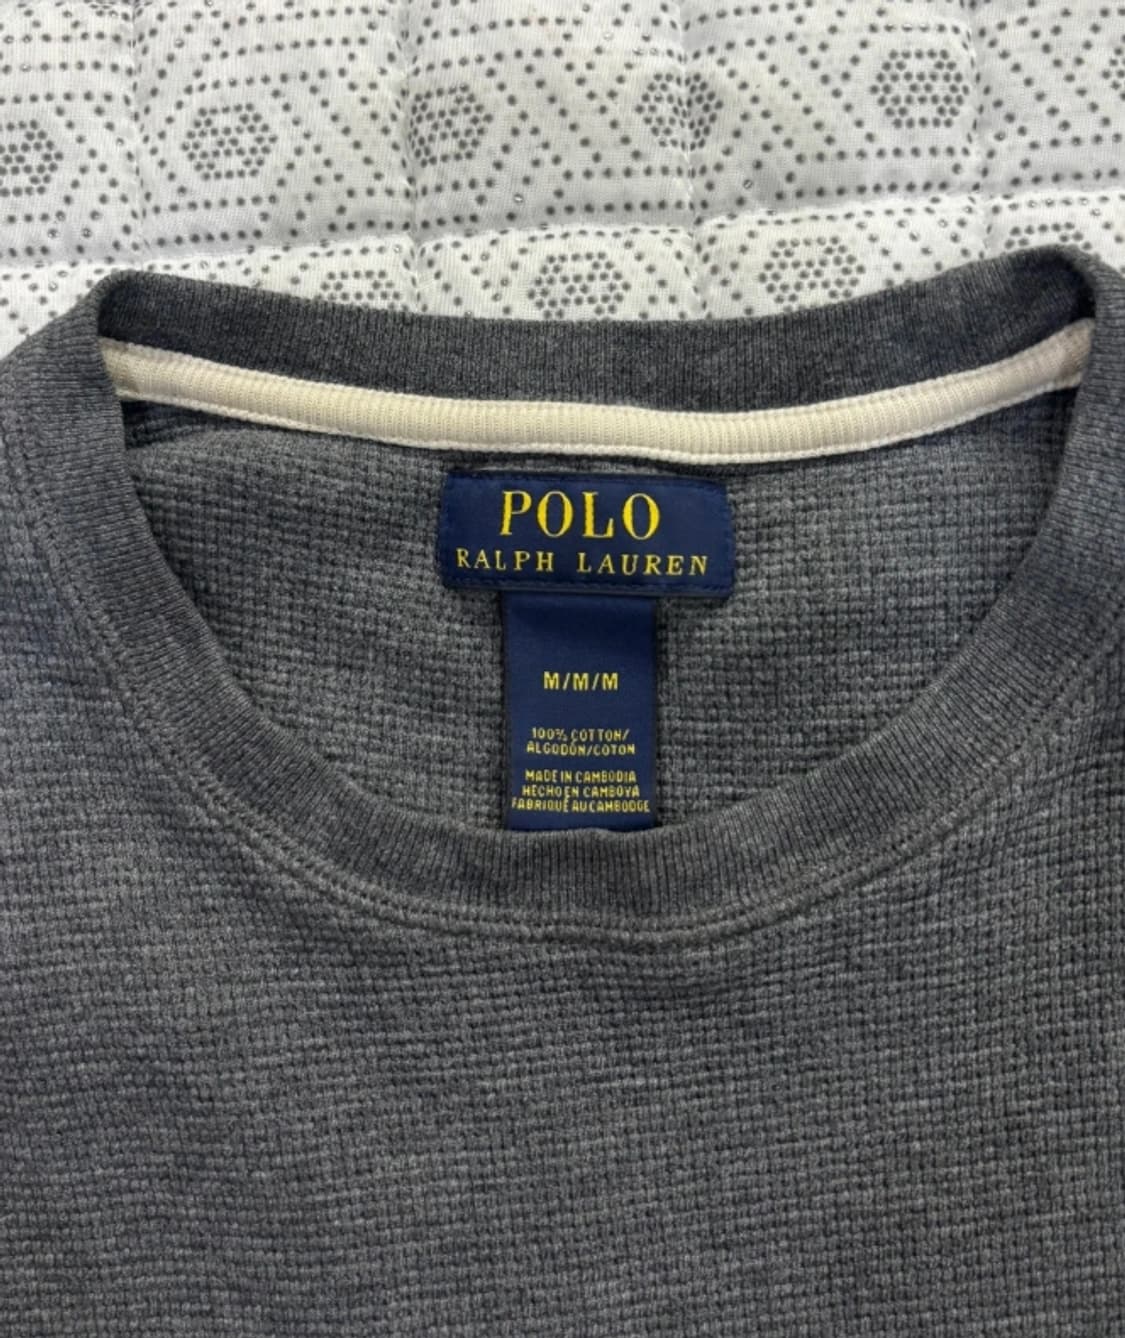 POLO
RALPH LAUREN
M/M/M
100% COTTON/
ALGODÓN/COTON
MADE IN CAMBODIA
HECHO EN CAMBOYA
FABRIQUÉ AU CAMBODGE